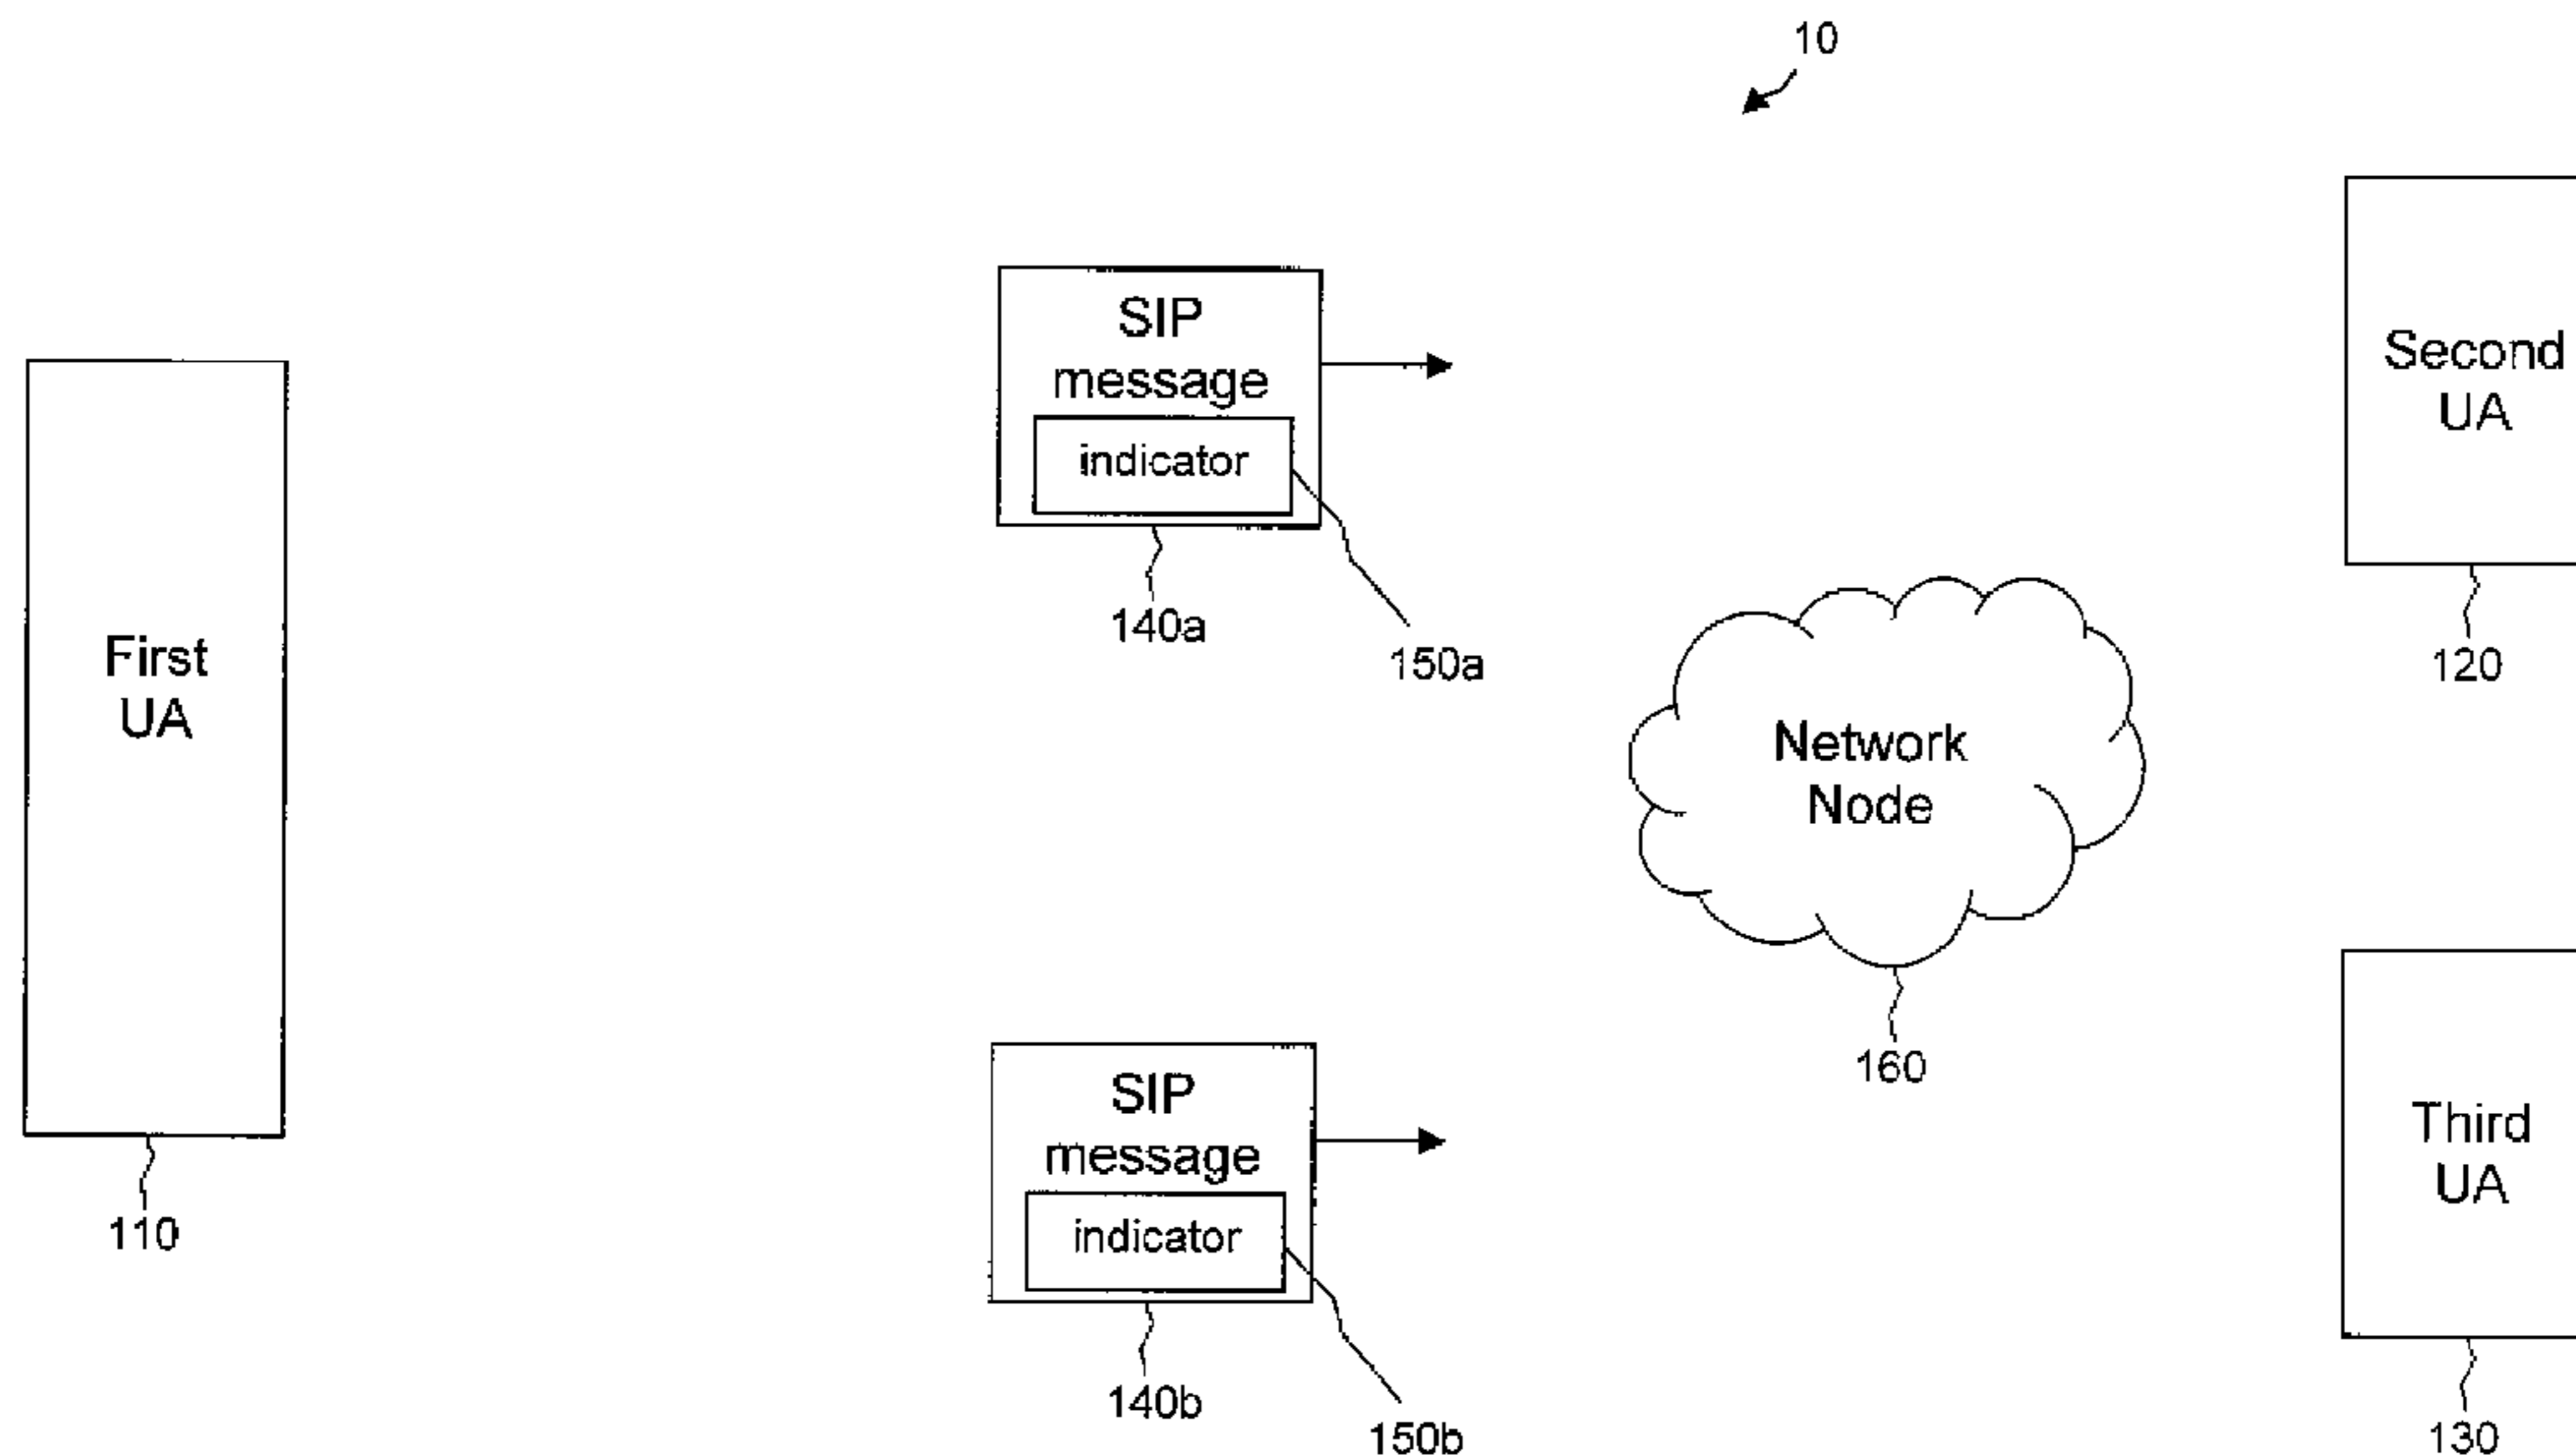 10
SIP
message
indicator
140a
150a
Second
UA
120
First
UA
110
Network
Node
160
SIP
message
indicator
140b
150b
Third
UA
130